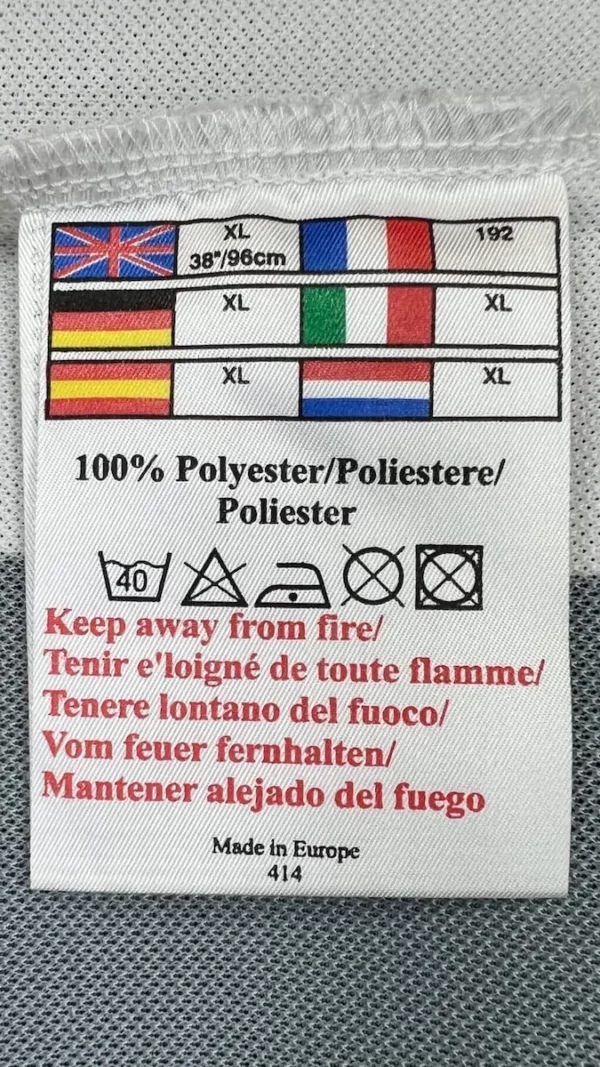 XL 192
38"/96cm
XL XL
XL XL
100% Polyester/Poliestere/
Poliester
40
Keep away from fire/
Tenir e'loigné de toute flamme/
Tenere lontano del fuoco/
Vom feuer fernhalten/
Mantener alejado del fuego
Made in Europe
414